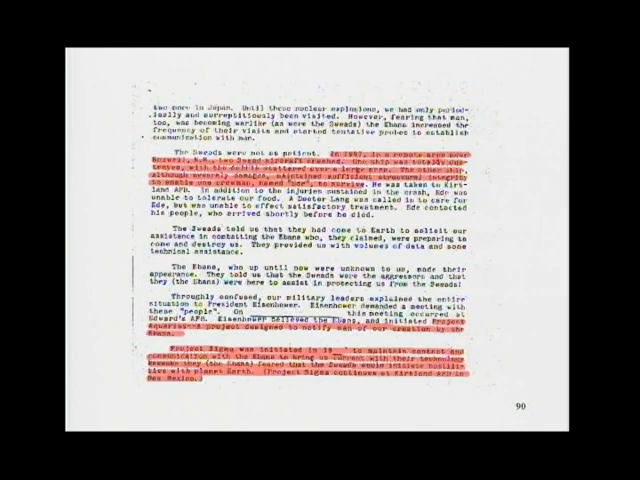 two more in Japan. Until these nuclear explosions, we had only period-
ically and surreptitiously been visited. However, fearing that man,
too, was becoming warlike (as were the Sweads) the Ebans increased the
frequency of their visits and started tentative probes to establish
communication with man.
The Sweads were not as patient. In 1947, in a remote area near
Roswell, N.M., two Swead aircraft crashed. One ship was totally
with the debris scattered over a large area. The other ship,
although severely damaged, maintained sufficient structural integrity
to enable one crewman, named "Ede", to survive. He was taken to Kirt-
land AFB. In addition to the injuries sustained in the crash, Ede was
unable to tolerate our food. A Doctor Lang was called in to care for
Ede, but was unable to effect satisfactory treatment. Ede contacted
his people, who arrived shortly before he died.
The Sweads told us that they had come to Earth to solicit our
assistance in combatting the Ebans who, they claimed, were preparing to
come and destroy us. They provided us with volumes of data and some
technical assistance.
The Ebans, who up until now were unknown to us, made their
appearance. They told us that the Sweads were the aggressors and that
they (the Ebans) were here to assist in protecting us from the Sweads!
Throughly confused, our military leaders explained the entire
situation to President Eisenhower. Eisenhower demanded a meeting with
these "people". On this meeting occurred at
Edward's AFB. Eisenhower believed the Ebans, and initiated Project
Aquarius—a project designed to notify man of our creation by the
Ebans.
Project Sigma was initiated in 19__ to maintain contact and
communication with the Ebans to bring us current with their technology
because they (the Ebans) feared that the Sweads would initiate hostili-
ties with planet Earth. (Project Sigma continues at Kirtland AFB in
New Mexico.)
90